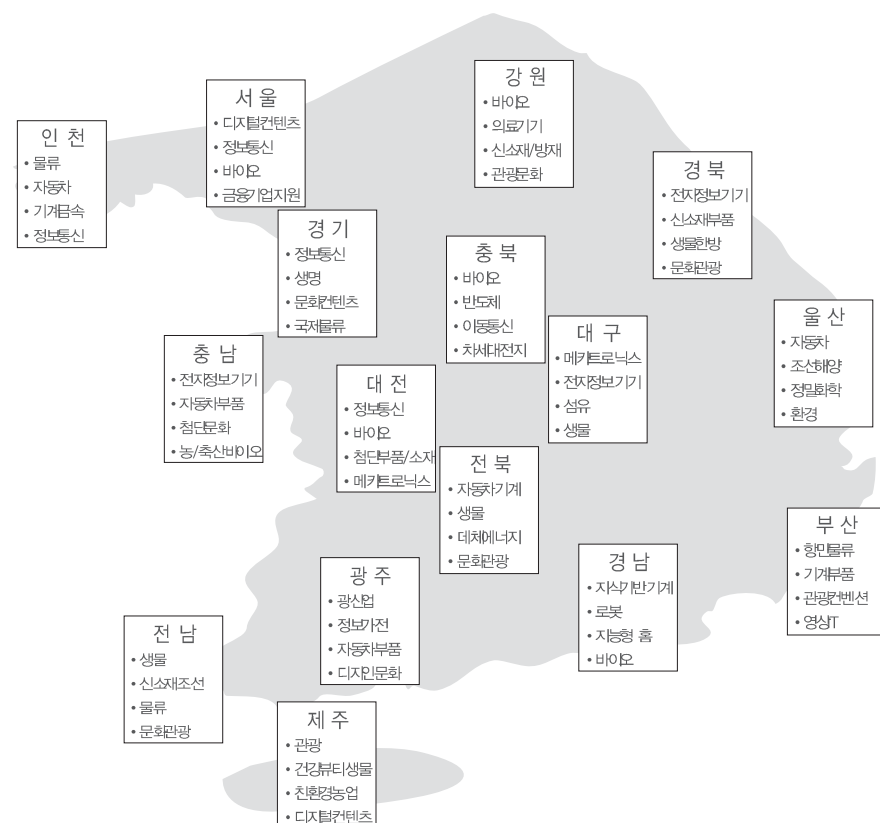 강원
• 바이오
• 의료기기
• 신소재/방재
• 관광문화
서울
• 디지털컨텐츠
• 정보통신
• 바이오
• 금융기업지원
인천
• 물류
• 자동차
• 기계금속
• 정보통신
경북
• 전자정보기기
• 신소재부품
• 생물한방
• 문화관광
경기
• 정보통신
• 생명
• 문화컨텐츠
• 국제물류
충북
• 바이오
• 반도체
• 이동통신
• 차세대전지
울산
• 자동차
• 조선해양
• 정밀화학
• 환경
대구
• 메카트로닉스
• 전자정보기기
• 섬유
• 생물
충남
• 전자정보기기
• 자동차부품
• 첨단문화
• 농/축산바이오
대전
• 정보통신
• 바이오
• 첨단부품/소재
• 메카트로닉스
전북
• 자동차기계
• 생물
• 데체에너지
• 문화관광
부산
• 항만물류
• 기계부품
• 관광컨벤션
• 영상IT
경남
• 지식기반기계
• 로봇
• 지능형 홈
• 바이오
광주
• 광산업
• 정보가전
• 자동차부품
• 디자인문화
전남
• 생물
• 신소재조선
• 물류
• 문화관광
제주
• 관광
• 건강뷰티생물
• 친환경농업
• 디지털컨텐츠